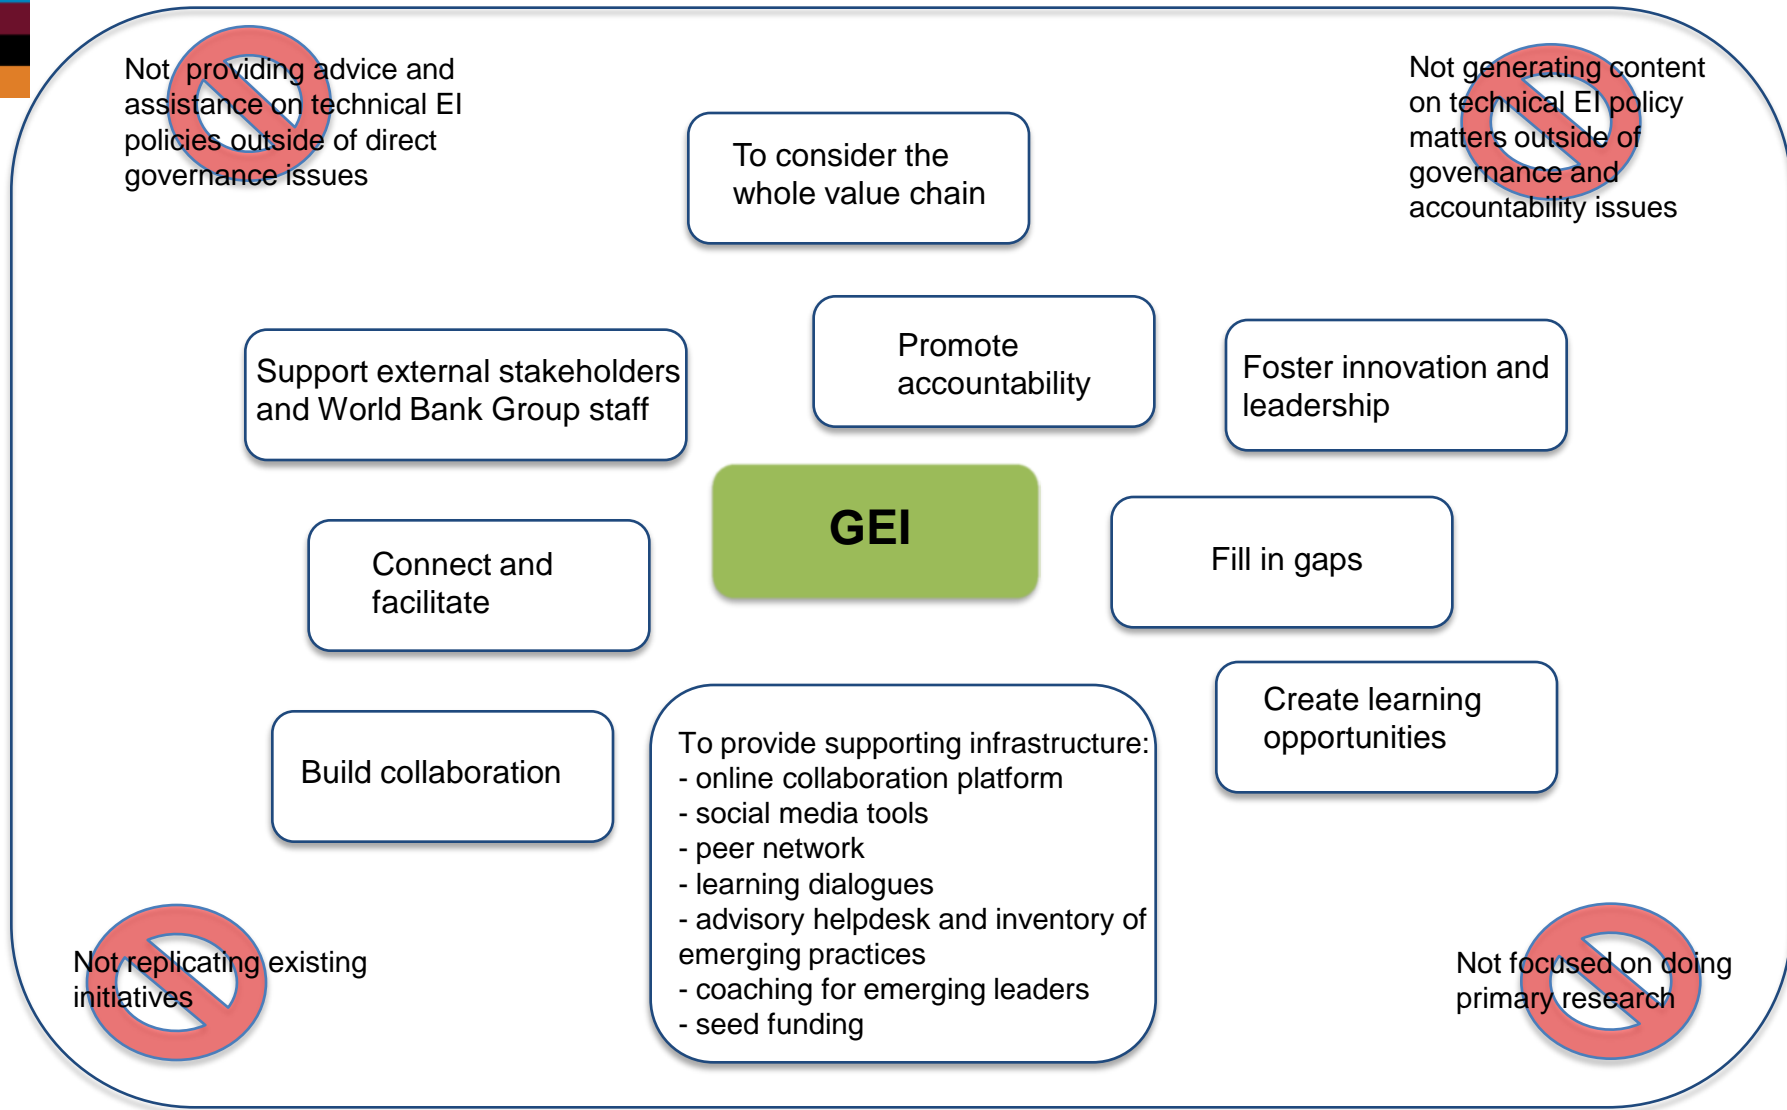 Not providing advice and
assistance on technical EI
policies outside of direct
governance issues
Not generating content
on technical EI policy
matters outside of
governance and
accountability issues
To consider the
whole value chain
Support external stakeholders
and World Bank Group staff
Promote
accountability
Foster innovation and
leadership
GEI
Connect and
facilitate
Fill in gaps
Build collaboration
To provide supporting infrastructure:
- online collaboration platform
- social media tools
- peer network
- learning dialogues
- advisory helpdesk and inventory of
emerging practices
- coaching for emerging leaders
- seed funding
Create learning
opportunities
Not replicating existing
initiatives
Not focused on doing
primary research